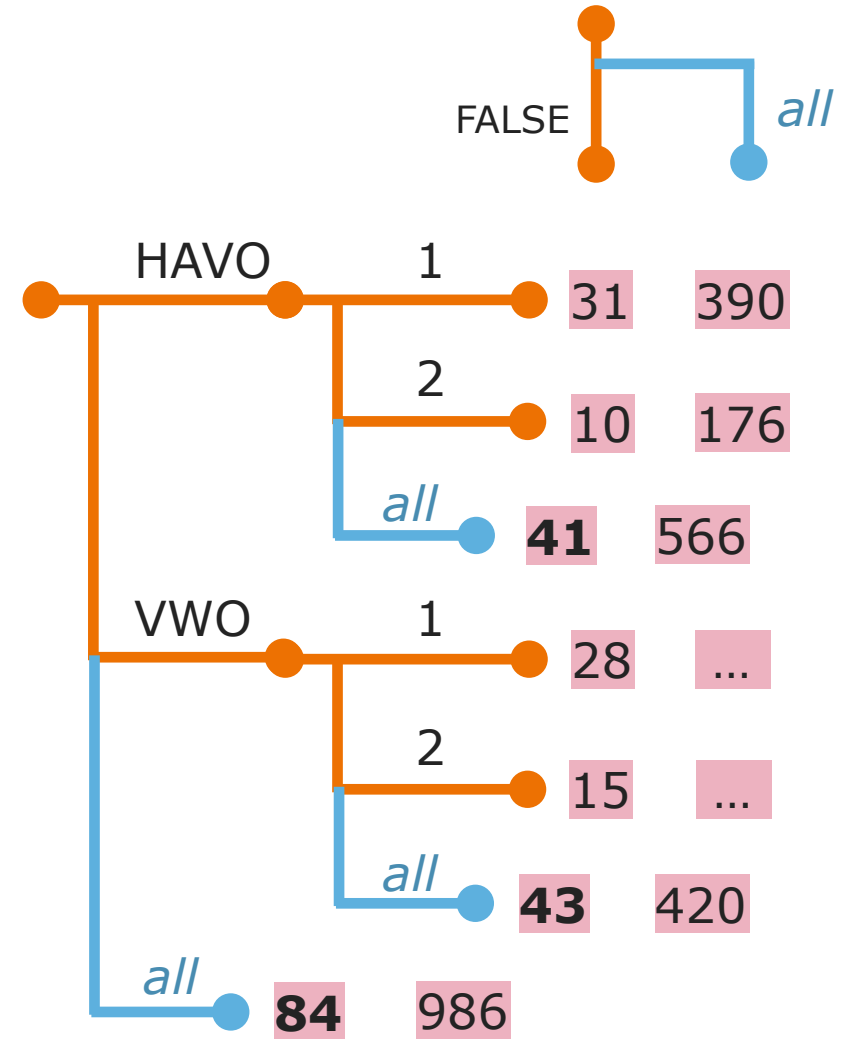 all
FALSE
HAVO 1
31 390
2
10 176
all
41 566
VWO 1
28 ...
2
15 ...
all
43 420
all
84 986